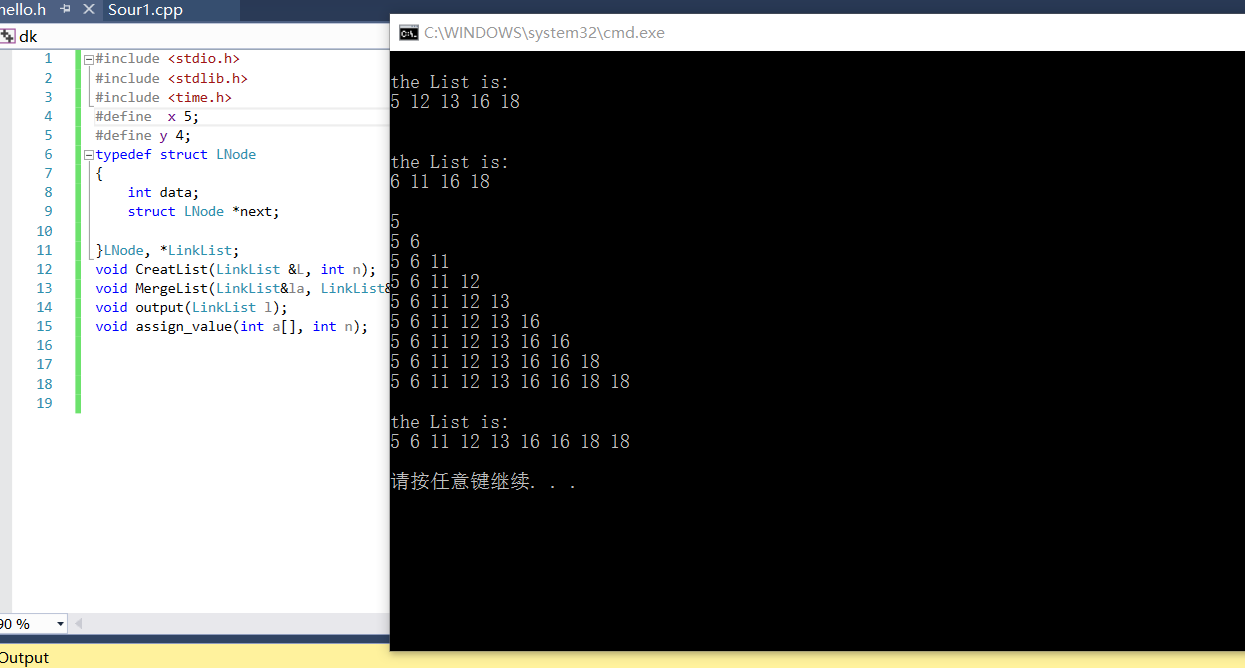 hello.h Sour1.cpp
dk
1 #include <stdio.h>
2 #include <stdlib.h>
3 #include <time.h>
4 #define  x 5;
5 #define y 4;
6 typedef struct LNode
7 {
8 int data;
9 struct LNode *next;
10
11 }LNode, *LinkList;
12 void CreatList(LinkList &L, int n);
13 void MergeList(LinkList&la, LinkList&
14 void output(LinkList l);
15 void assign_value(int a[], int n);
16
17
18
19
90 %
Output
C:\WINDOWS\system32\cmd.exe
the List is:
5 12 13 16 18
the List is:
6 11 16 18
5
5 6
5 6 11
5 6 11 12
5 6 11 12 13
5 6 11 12 13 16
5 6 11 12 13 16 16
5 6 11 12 13 16 16 18
5 6 11 12 13 16 16 18 18
the List is:
5 6 11 12 13 16 16 18 18
请按任意键继续. . .